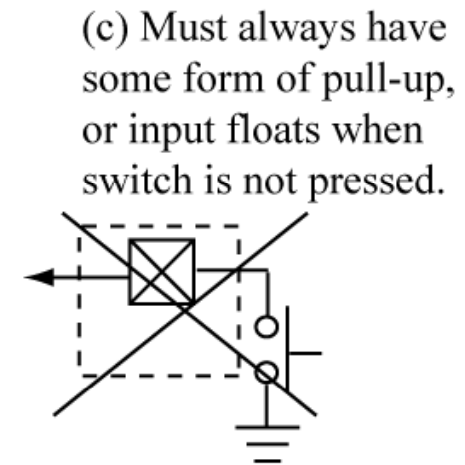 (c) Must always have
some form of pull-up,
or input floats when
switch is not pressed.